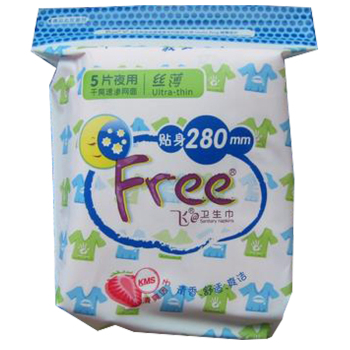 5片夜用
干爽速渗网面
丝薄
Ultra-thin
贴身280mm
Free®
飞 卫生巾
Sanitary napkins
KMS
清爽 舒适 真洁